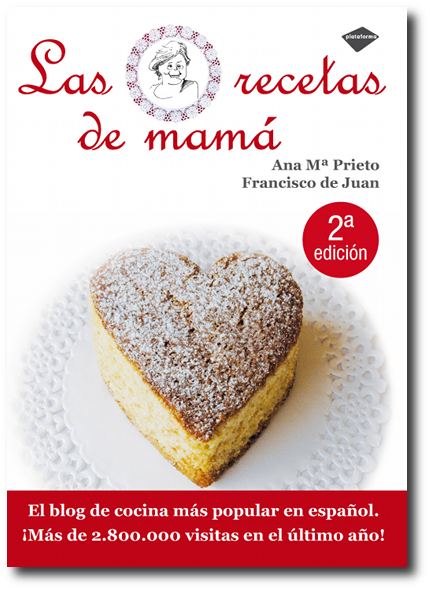 plataforma
Las recetas
de mamá
Ana Mª Prieto
Francisco de Juan
2ª
edición
El blog de cocina más popular en español.
¡Más de 2.800.000 visitas en el último año!